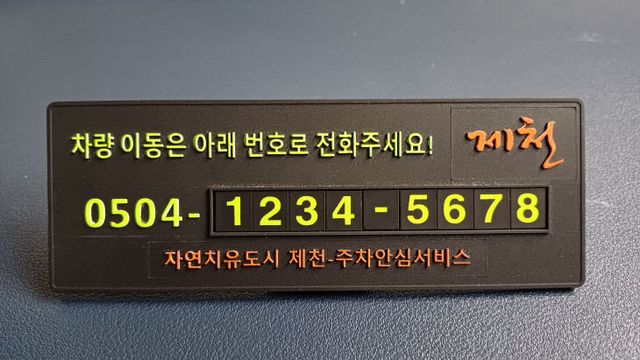 차량 이동은 아래 번호로 전화주세요!
제천
0504-1234-5678
자연치유도시 제천-주차안심서비스